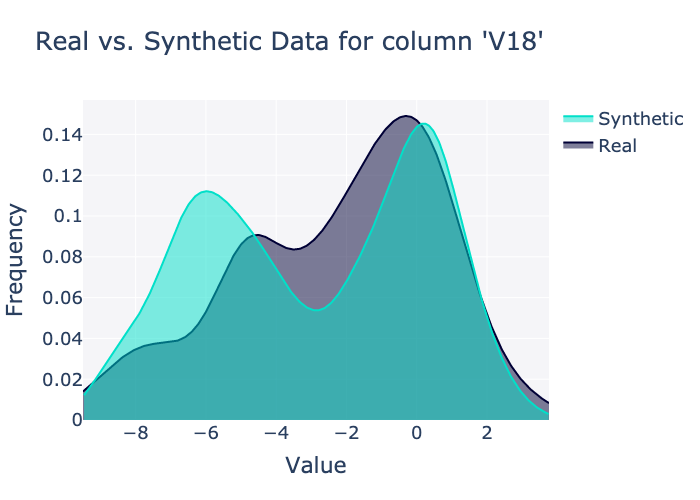 Real vs. Synthetic Data for column 'V18'
Synthetic
Real
0.14
0.12
0.1
0.08
0.06
0.04
0.02
0
Frequency
−8
−6
−4
−2
0
2
Value